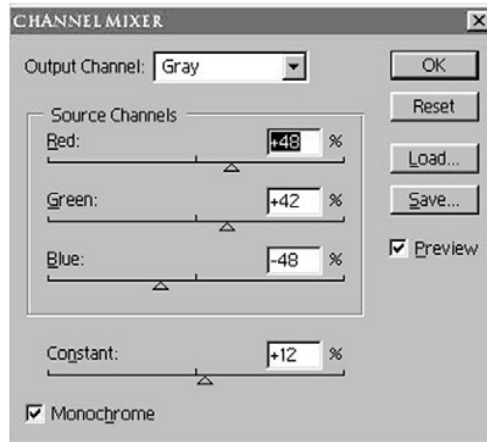 CHANNEL MIXER
Output Channel: Gray
OK
Source Channels
Reset
Red: +48 %
Load...
Green: +42 %
Save...
Blue: -48 %
Preview
Constant: +12 %
Monochrome